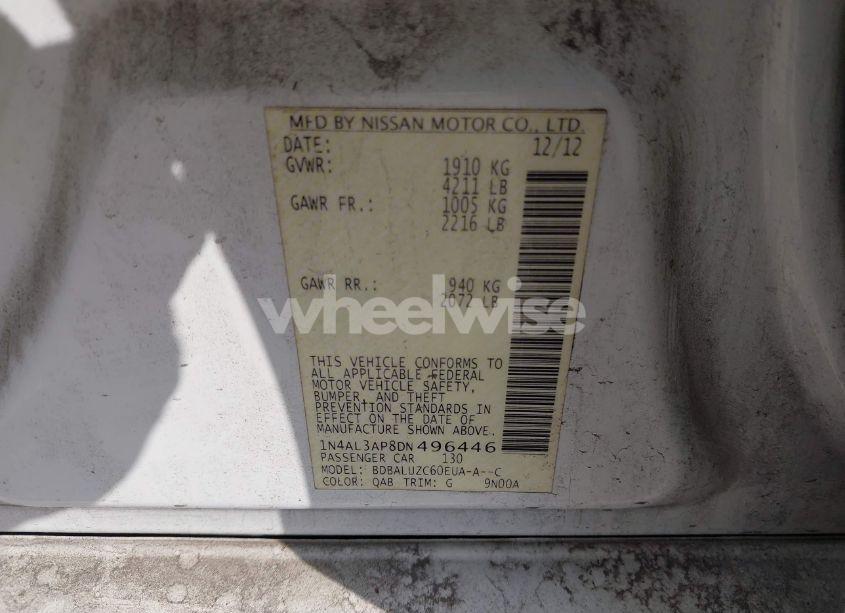 MFD BY NISSAN MOTOR CO., LTD.
DATE: 12/12
GVWR: 1910 KG
4211 LB
GAWR FR.: 1005 KG
2216 LB
GAWR RR.: 940 KG
2072 LB
wheelwise
THIS VEHICLE CONFORMS TO
ALL APPLICABLE FEDERAL
MOTOR VEHICLE SAFETY,
BUMPER, AND THEFT
PREVENTION STANDARDS IN
EFFECT ON THE DATE OF
MANUFACTURE SHOWN ABOVE.
1N4AL3AP8DN496446
PASSENGER CAR 130
MODEL: BDBALUZC60EUA-A--C
COLOR: QAB TRIM: G 9N00A